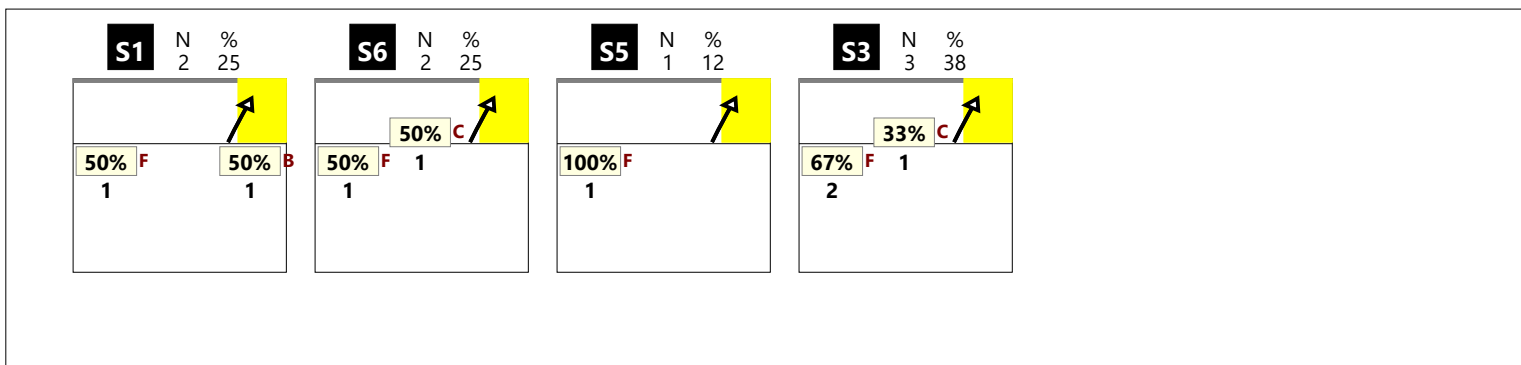 S1 N % 2 25
50% F 50% B
1 1
S6 N % 2 25
50% C
50% F 1
1
S5 N % 1 12
100% F
1
S3 N % 3 38
33% C
67% F 1
2